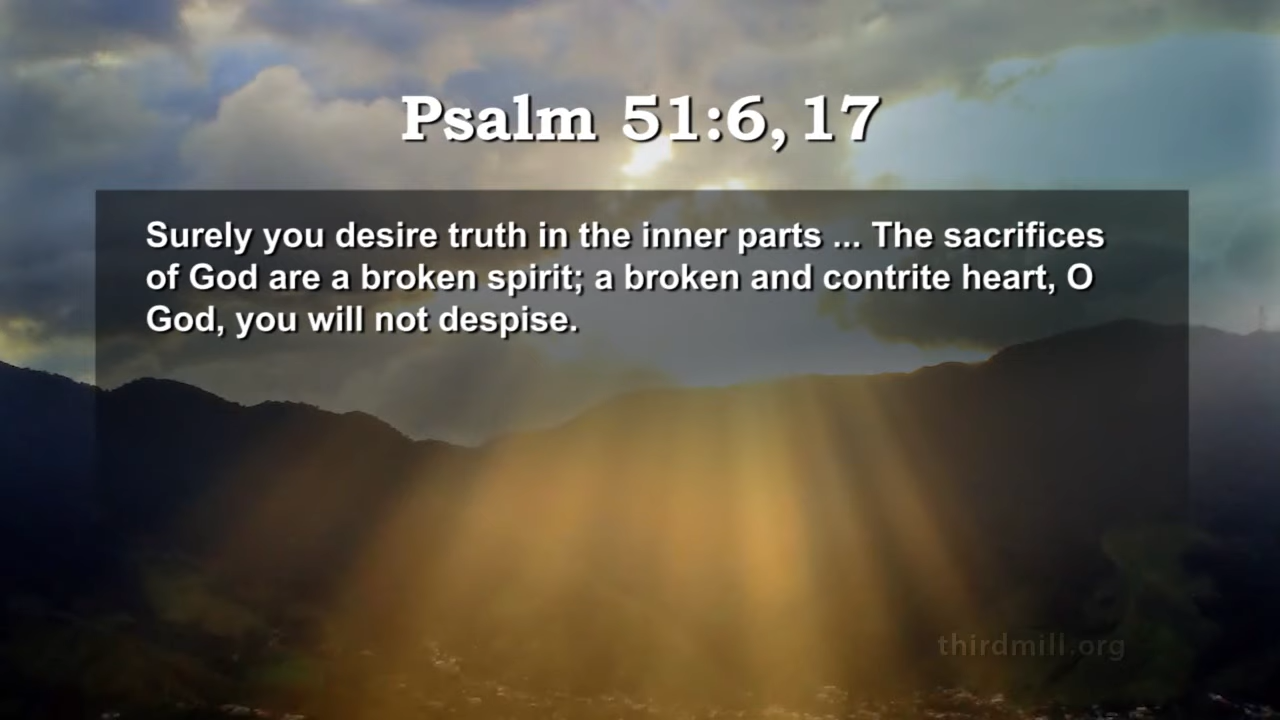 Psalm 51:6, 17
Surely you desire truth in the inner parts ... The sacrifices
of God are a broken spirit; a broken and contrite heart, O
God, you will not despise.
thirdmill.org